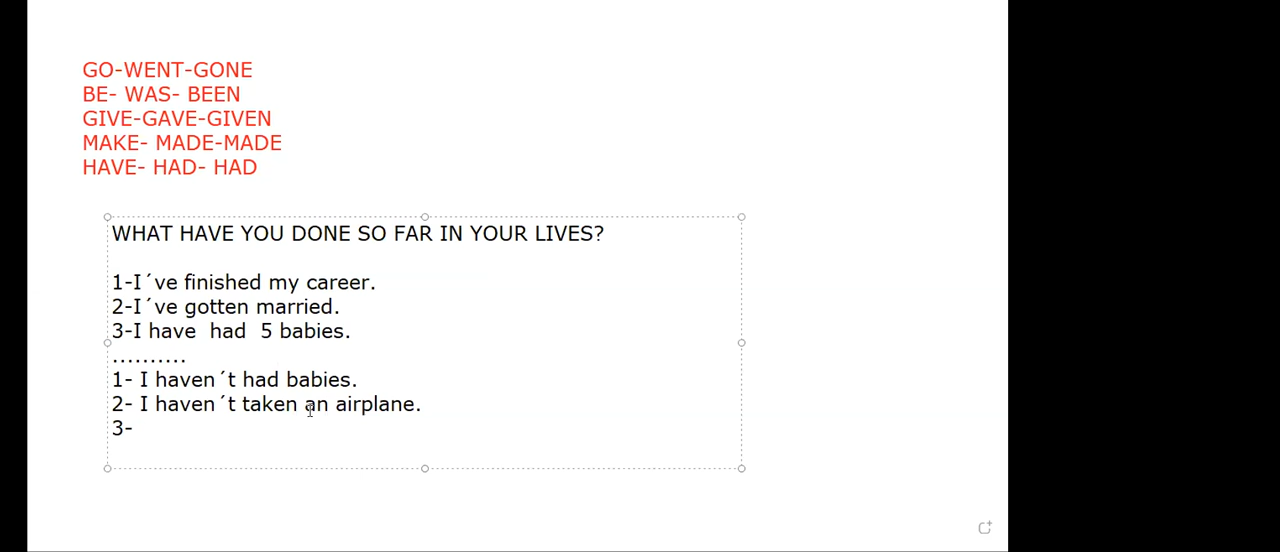 GO-WENT-GONE
BE- WAS- BEEN
GIVE-GAVE-GIVEN
MAKE- MADE-MADE
HAVE- HAD- HAD
WHAT HAVE YOU DONE SO FAR IN YOUR LIVES?
1-I´ve finished my career.
2-I´ve gotten married.
3-I have  had  5 babies.
..........
1- I haven´t had babies.
2- I haven´t taken an airplane.
3-